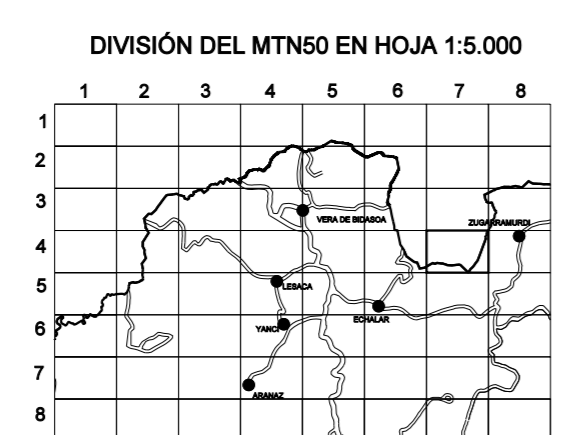 DIVISIÓN DEL MTN50 EN HOJA 1:5.000
1 2 3 4 5 6 7 8
1
2
3
VERA DE BIDASOA
ZUGARRAMURDI
4
5
LESACA
6
ECHALAR
YANCI
7
ARANAZ
8